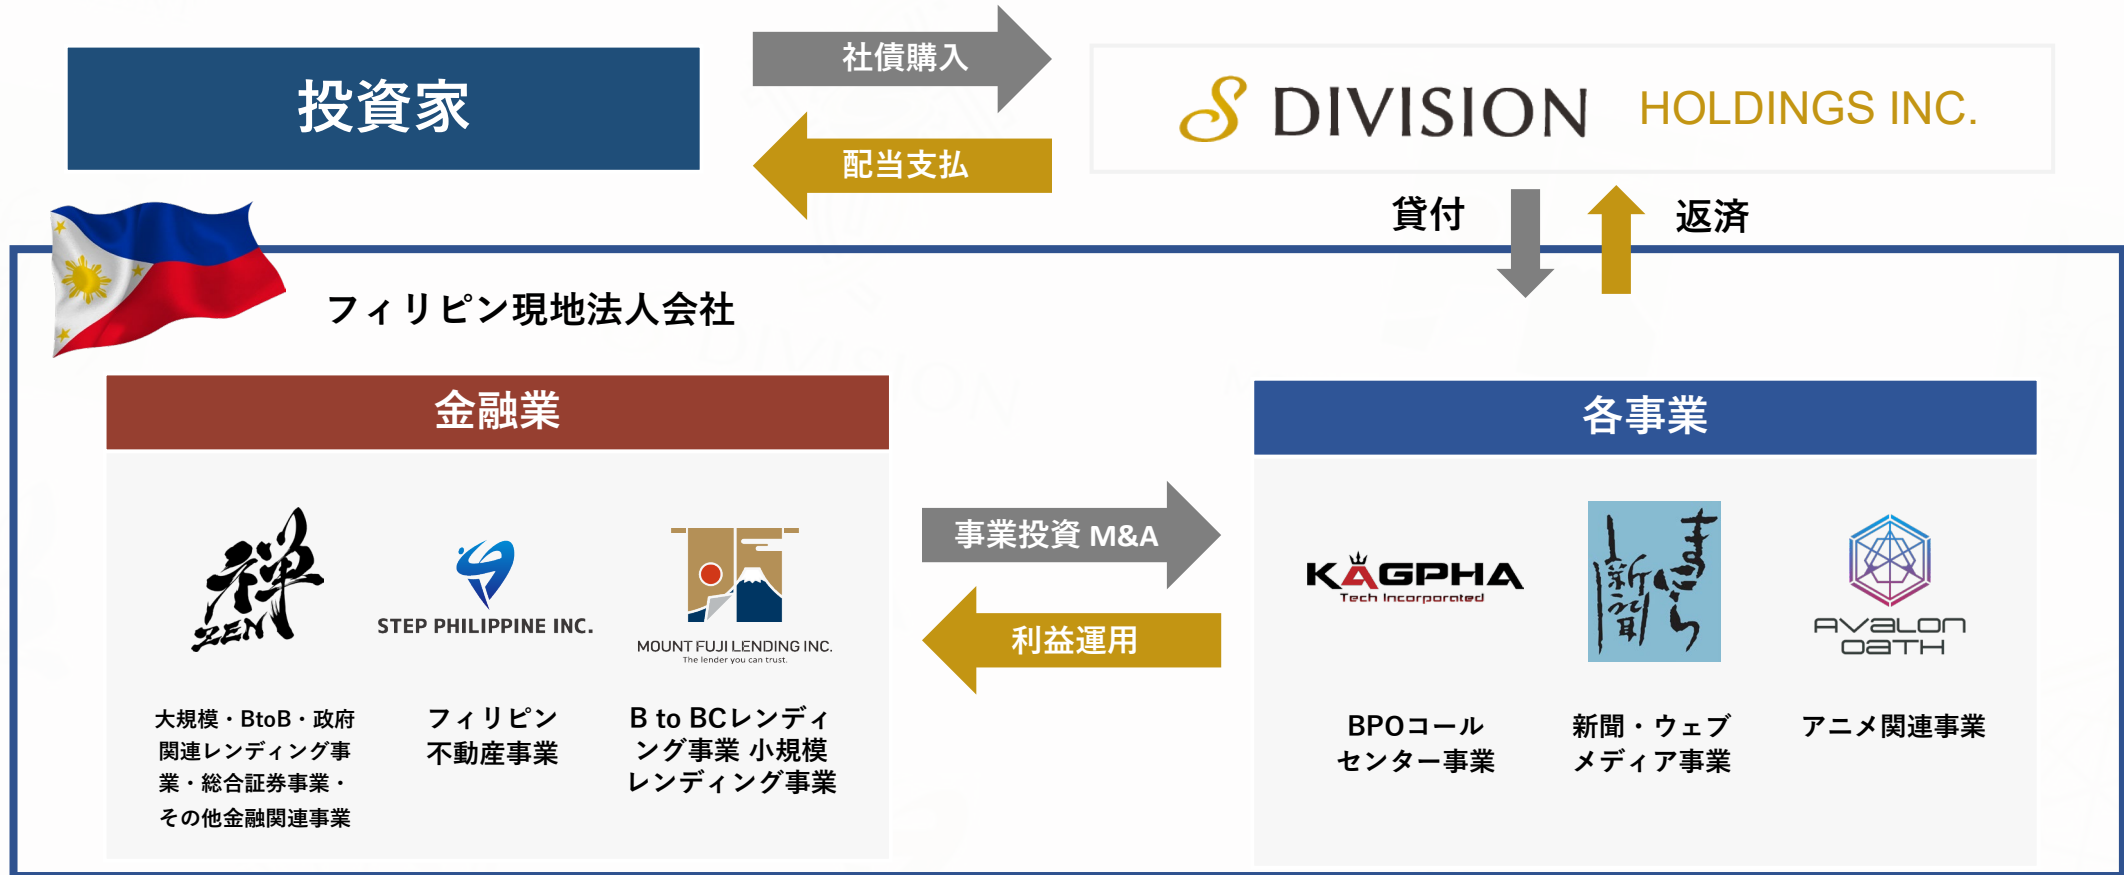 投資家
社債購入
配当支払
S DIVISION HOLDINGS INC.
貸付
返済
フィリピン現地法人会社
金融業
禅
ZEN
STEP PHILIPPINE INC.
MOUNT FUJI LENDING INC.
The lender you can trust.
大規模・BtoB・政府
関連レンディング事
業・総合証券事業・
その他金融関連事業
フィリピン
不動産事業
B to BCレンディ
ング事業 小規模
レンディング事業
事業投資 M&A
利益運用
各事業
KAGPHA
Tech Incorporated
まにら
新聞
AVALON
OATH
BPOコール
センター事業
新聞・ウェブ
メディア事業
アニメ関連事業